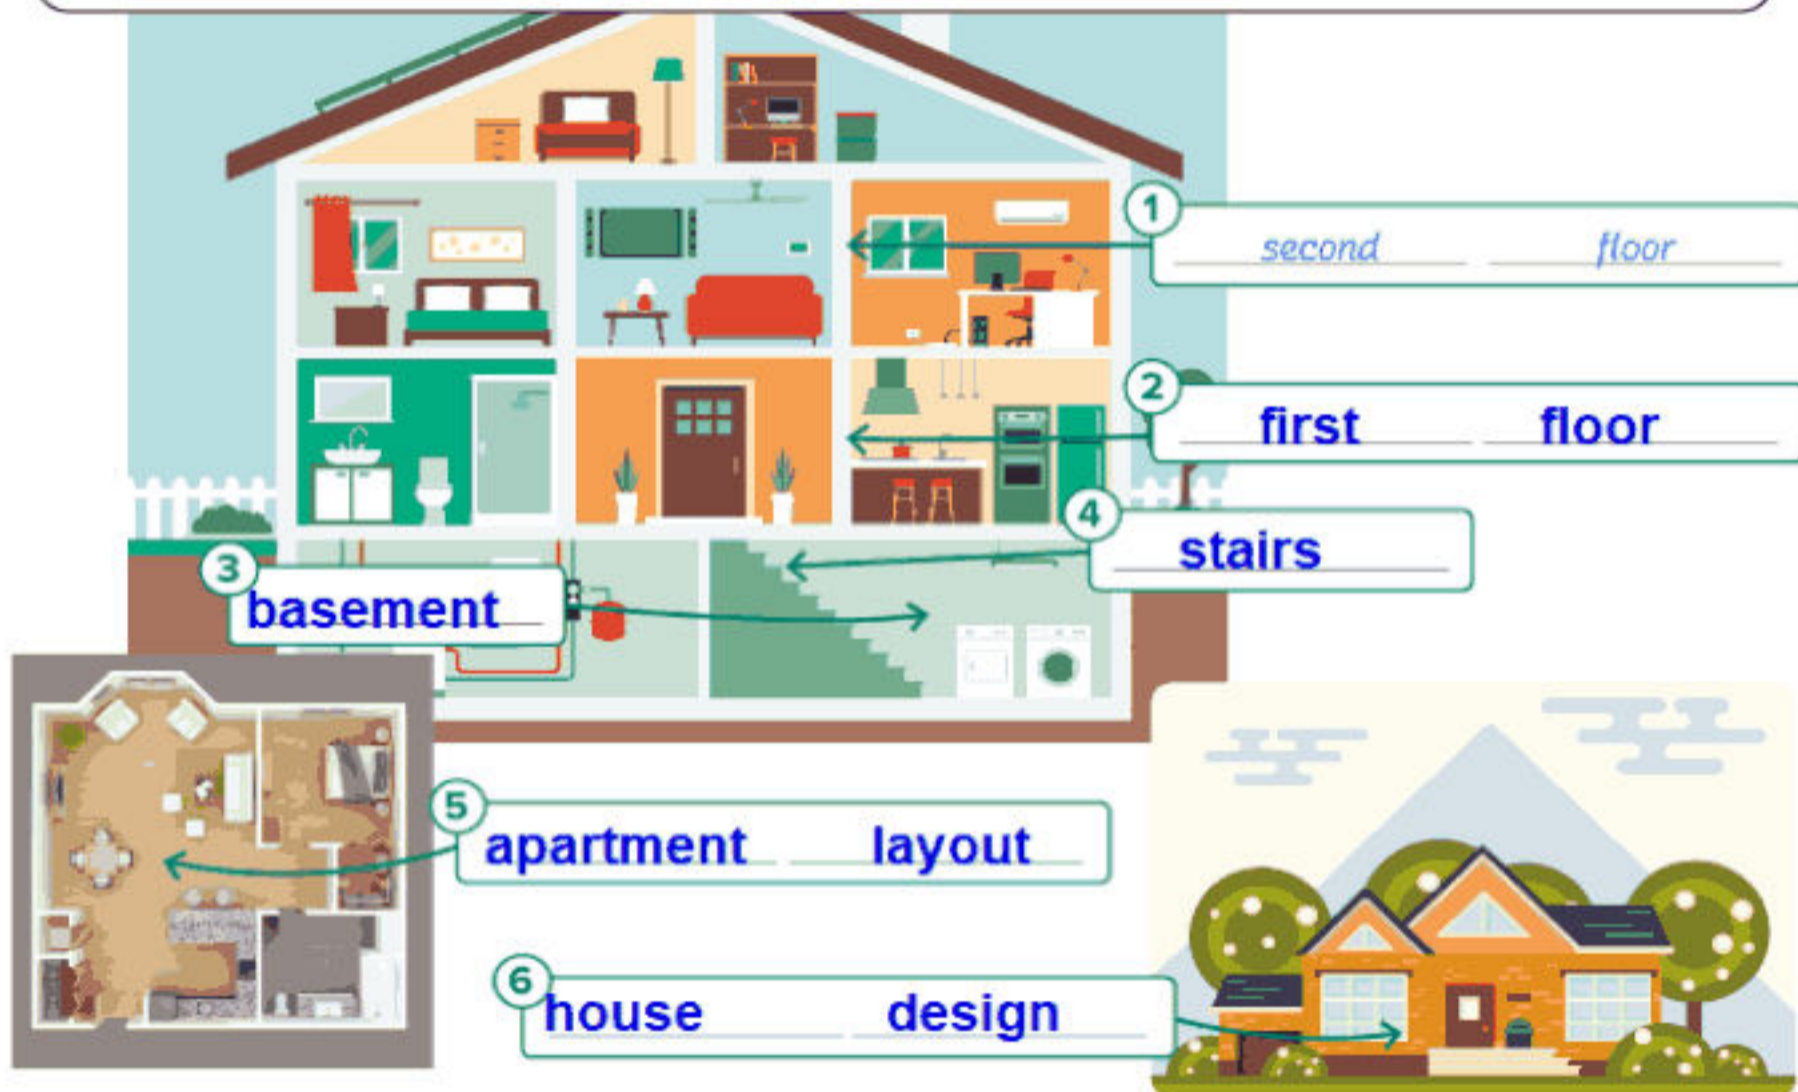 1
second floor
2
first floor
4
stairs
3
basement
5
apartment layout
6
house design